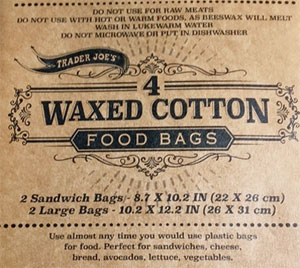 DO NOT USE FOR RAW MEATS
DO NOT USE WITH HOT OR WARM FOODS, AS BEESWAX WILL MELT
WASH IN LUKEWARM WATER
DO NOT MICROWAVE OR PUT IN DISHWASHER
TRADER JOE'S
4
WAXED COTTON
FOOD BAGS
2 Sandwich Bags - 8.7 X 10.2 IN (22 X 26 cm)
2 Large Bags - 10.2 X 12.2 IN (26 X 31 cm)
Use almost any time you would use plastic bags
for food. Perfect for sandwiches, cheese,
bread, avocados, lettuce, vegetables.